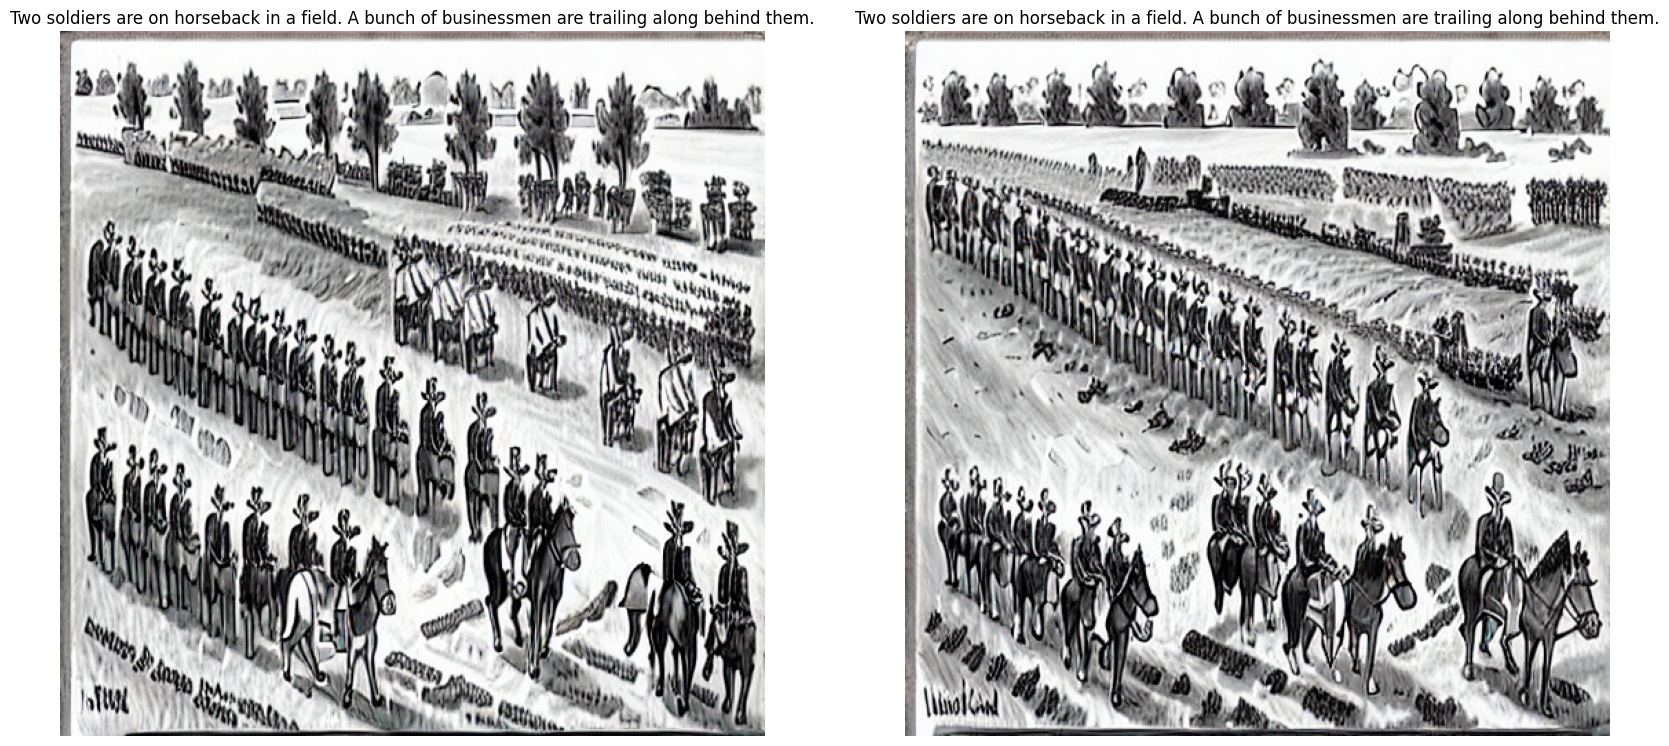 Two soldiers are on horseback in a field. A bunch of businessmen are trailing along behind them.
Two soldiers are on horseback in a field. A bunch of businessmen are trailing along behind them.